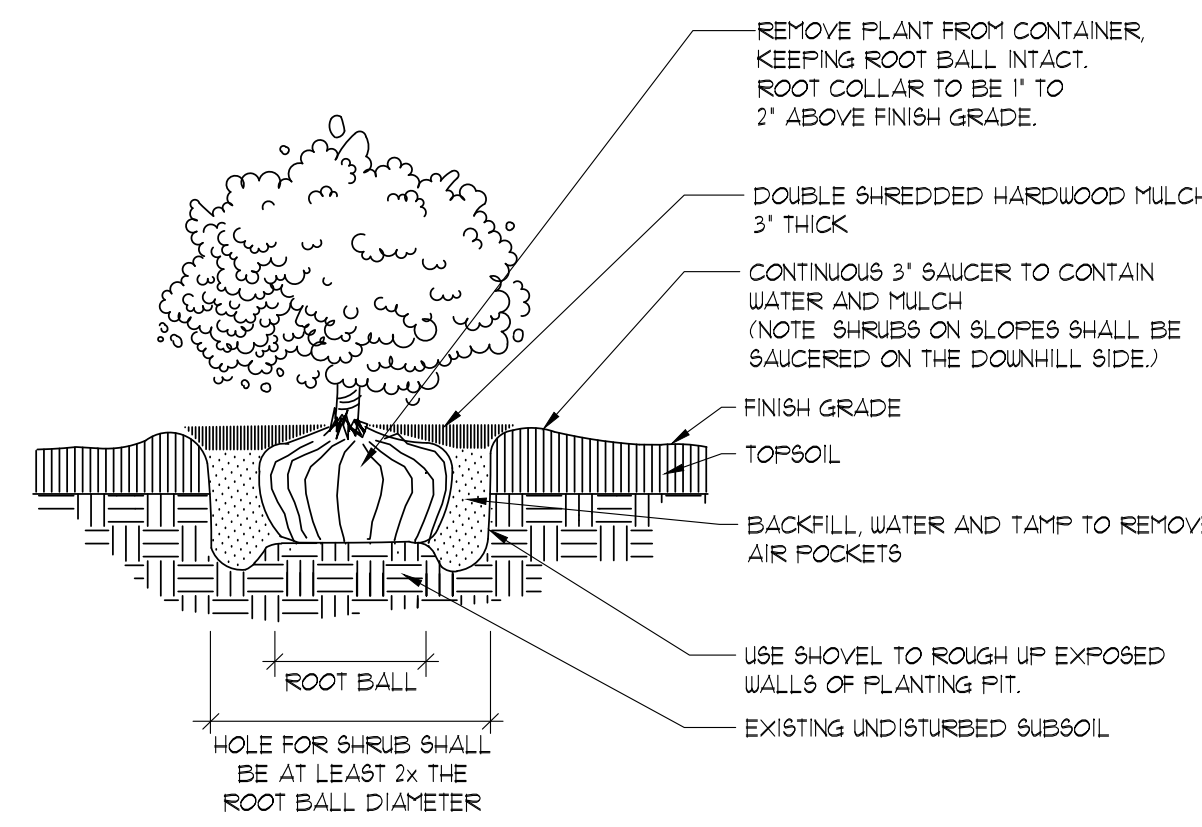 REMOVE PLANT FROM CONTAINER,
KEEPING ROOT BALL INTACT.
ROOT COLLAR TO BE 1" TO
2" ABOVE FINISH GRADE.
DOUBLE SHREDDED HARDWOOD MULCH
3" THICK
CONTINUOUS 3" SAUCER TO CONTAIN
WATER AND MULCH
(NOTE SHRUBS ON SLOPES SHALL BE
SAUCERED ON THE DOWNHILL SIDE.)
FINISH GRADE
TOPSOIL
BACKFILL, WATER AND TAMP TO REMOVE
AIR POCKETS
USE SHOVEL TO ROUGH UP EXPOSED
WALLS OF PLANTING PIT.
EXISTING UNDISTURBED SUBSOIL
ROOT BALL
HOLE FOR SHRUB SHALL
BE AT LEAST 2x THE
ROOT BALL DIAMETER